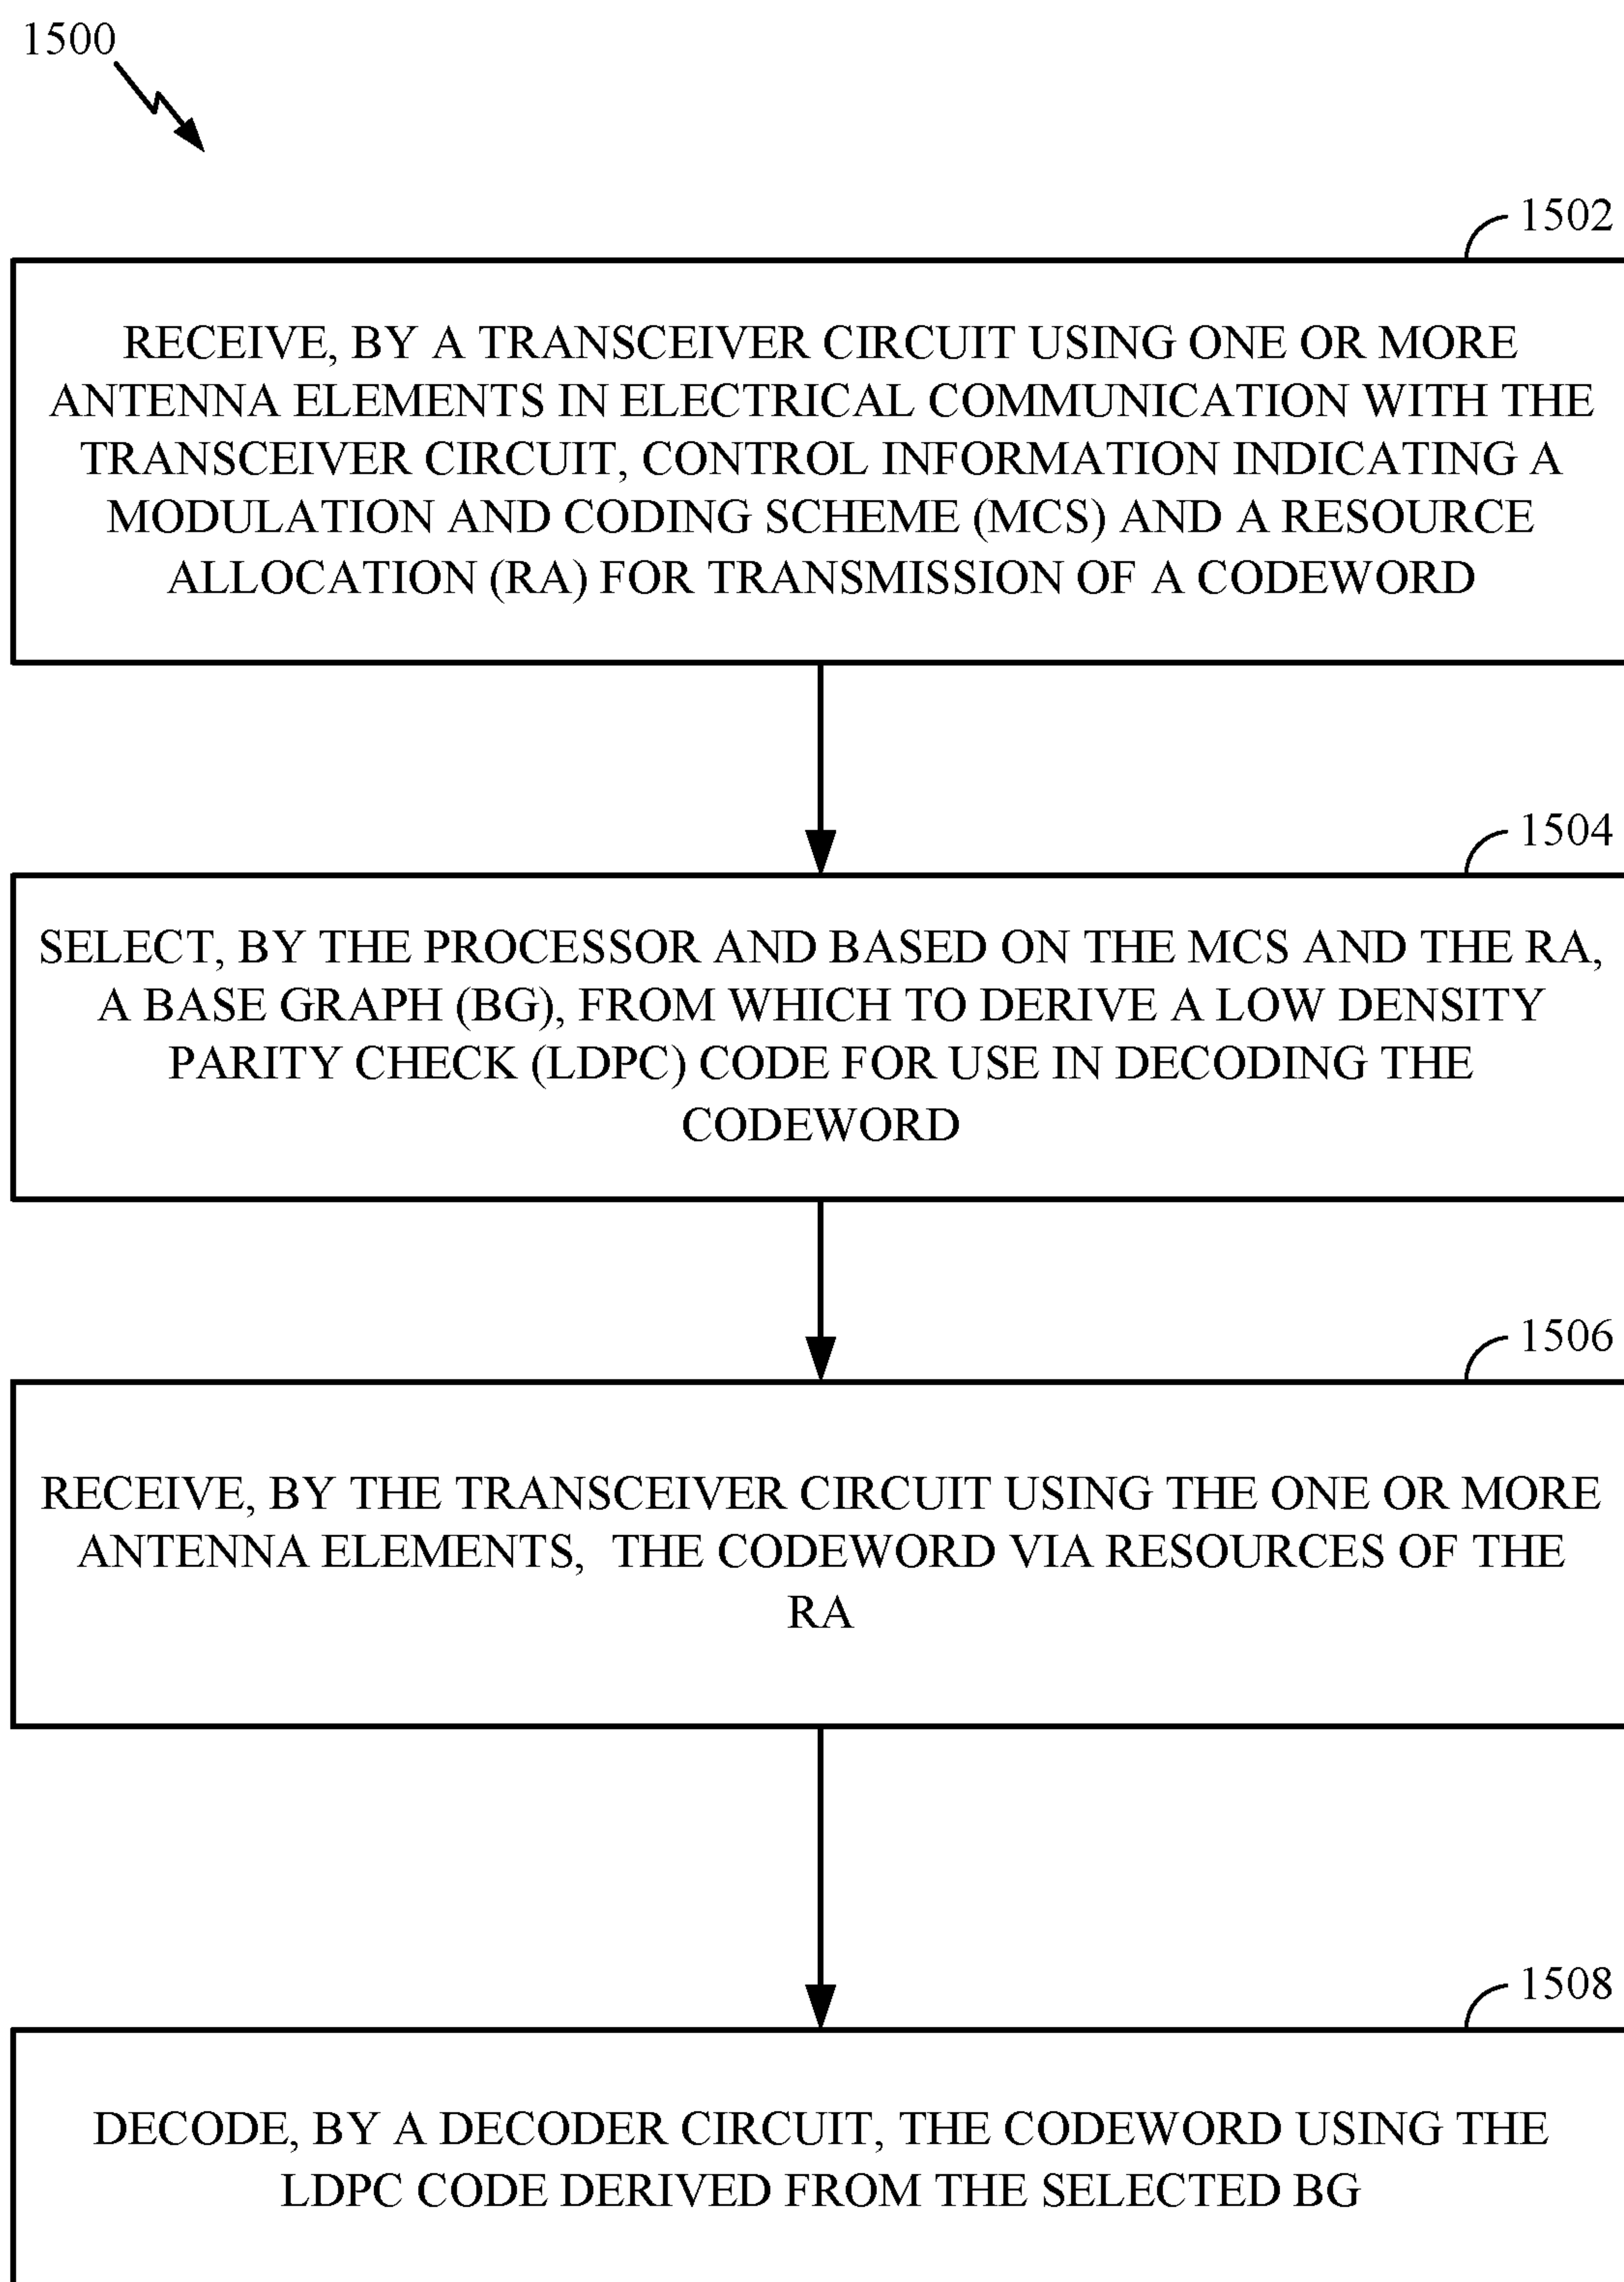 1500
1502
RECEIVE, BY A TRANSCEIVER CIRCUIT USING ONE OR MORE
ANTENNA ELEMENTS IN ELECTRICAL COMMUNICATION WITH THE
TRANSCEIVER CIRCUIT, CONTROL INFORMATION INDICATING A
MODULATION AND CODING SCHEME (MCS) AND A RESOURCE
ALLOCATION (RA) FOR TRANSMISSION OF A CODEWORD
1504
SELECT, BY THE PROCESSOR AND BASED ON THE MCS AND THE RA,
A BASE GRAPH (BG), FROM WHICH TO DERIVE A LOW DENSITY
PARITY CHECK (LDPC) CODE FOR USE IN DECODING THE
CODEWORD
1506
RECEIVE, BY THE TRANSCEIVER CIRCUIT USING THE ONE OR MORE
ANTENNA ELEMENTS, THE CODEWORD VIA RESOURCES OF THE
RA
1508
DECODE, BY A DECODER CIRCUIT, THE CODEWORD USING THE
LDPC CODE DERIVED FROM THE SELECTED BG